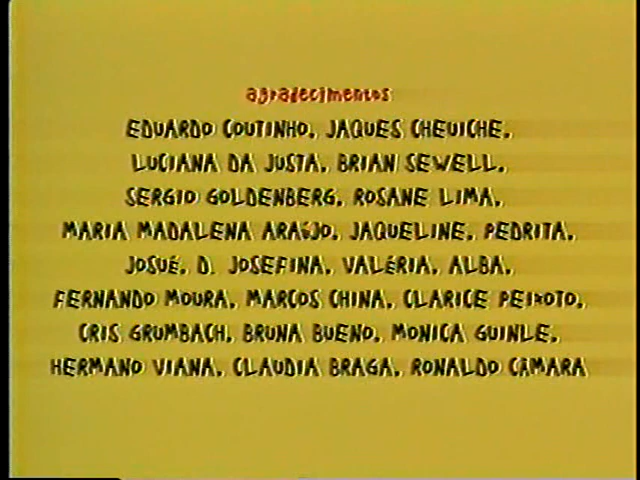 agradecimentos
EDUARDO COUTINHO, JAQUES CHEUICHE,
LUCIANA DA JUSTA, BRIAN SEWELL,
SERGIO GOLDENBERG, ROSANE LIMA,
MARIA MADALENA ARAÚJO, JAQUELINE, PEDRITA,
JOSUÉ, D. JOSEFINA, VALÉRIA, ALBA,
FERNANDO MOURA, MARCOS CHINA, CLARICE PEIXOTO,
CRIS GRUMBACH, BRUNA BUENO, MONICA GUINLE,
HERMANO VIANA, CLAUDIA BRAGA, RONALDO CÂMARA